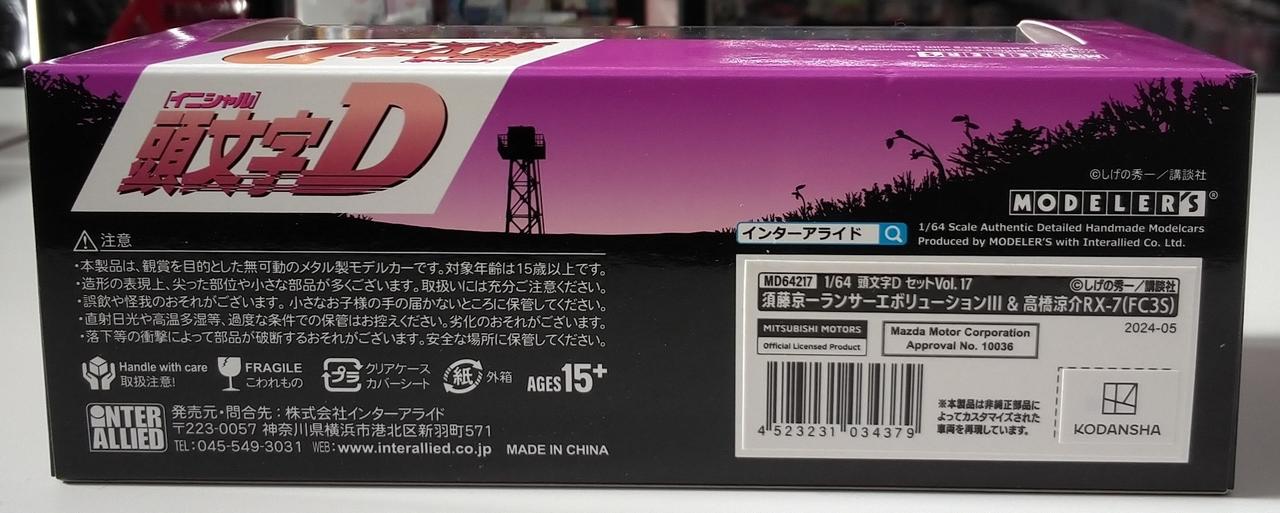 [イニシャル]
頭文字D
©しげの秀一／講談社
MODELER'S®
インターアライド
1/64 Scale Authentic Detailed Handmade Modelcars
Produced by MODELER'S with Interallied Co. Ltd.
注意
・本製品は、観賞を目的とした無可動のメタル製モデルカーです。対象年齢は15歳以上です。
・造形の表現上、尖った部位や小さな部品が多くございます。取扱いには充分ご注意ください。
・誤飲や怪我のおそれがございます。小さなお子様の手の届かないところに保管してください。
・直射日光や高温多湿等、過度な条件での保管はお控えください。劣化のおそれがございます。
・落下等の衝撃によって部品が破断するおそれがございます。安全な場所に保管してください。
Handle with care
取扱注意!
FRAGILE
こわれもの
プラ
クリアケース
カバーシート
紙
外箱
AGES15+
INTER
ALLIED
発売元・問合先：株式会社インターアライド
〒223-0057 神奈川県横浜市港北区新羽町571
TEL:045-549-3031 WEB:www.interallied.co.jp MADE IN CHINA
MD64217 1/64 頭文字D セットVol. 17 ©しげの秀一／講談社
須藤京一ランサーエボリューションIII & 高橋涼介RX-7(FC3S)
2024-05
MITSUBISHI MOTORS
Official Licensed Product
Mazda Motor Corporation
Approval No. 10036
4 523231 034379
※本製品は非純正部品に
よってカスタマイズされた
車両を再現しています。
KODANSHA